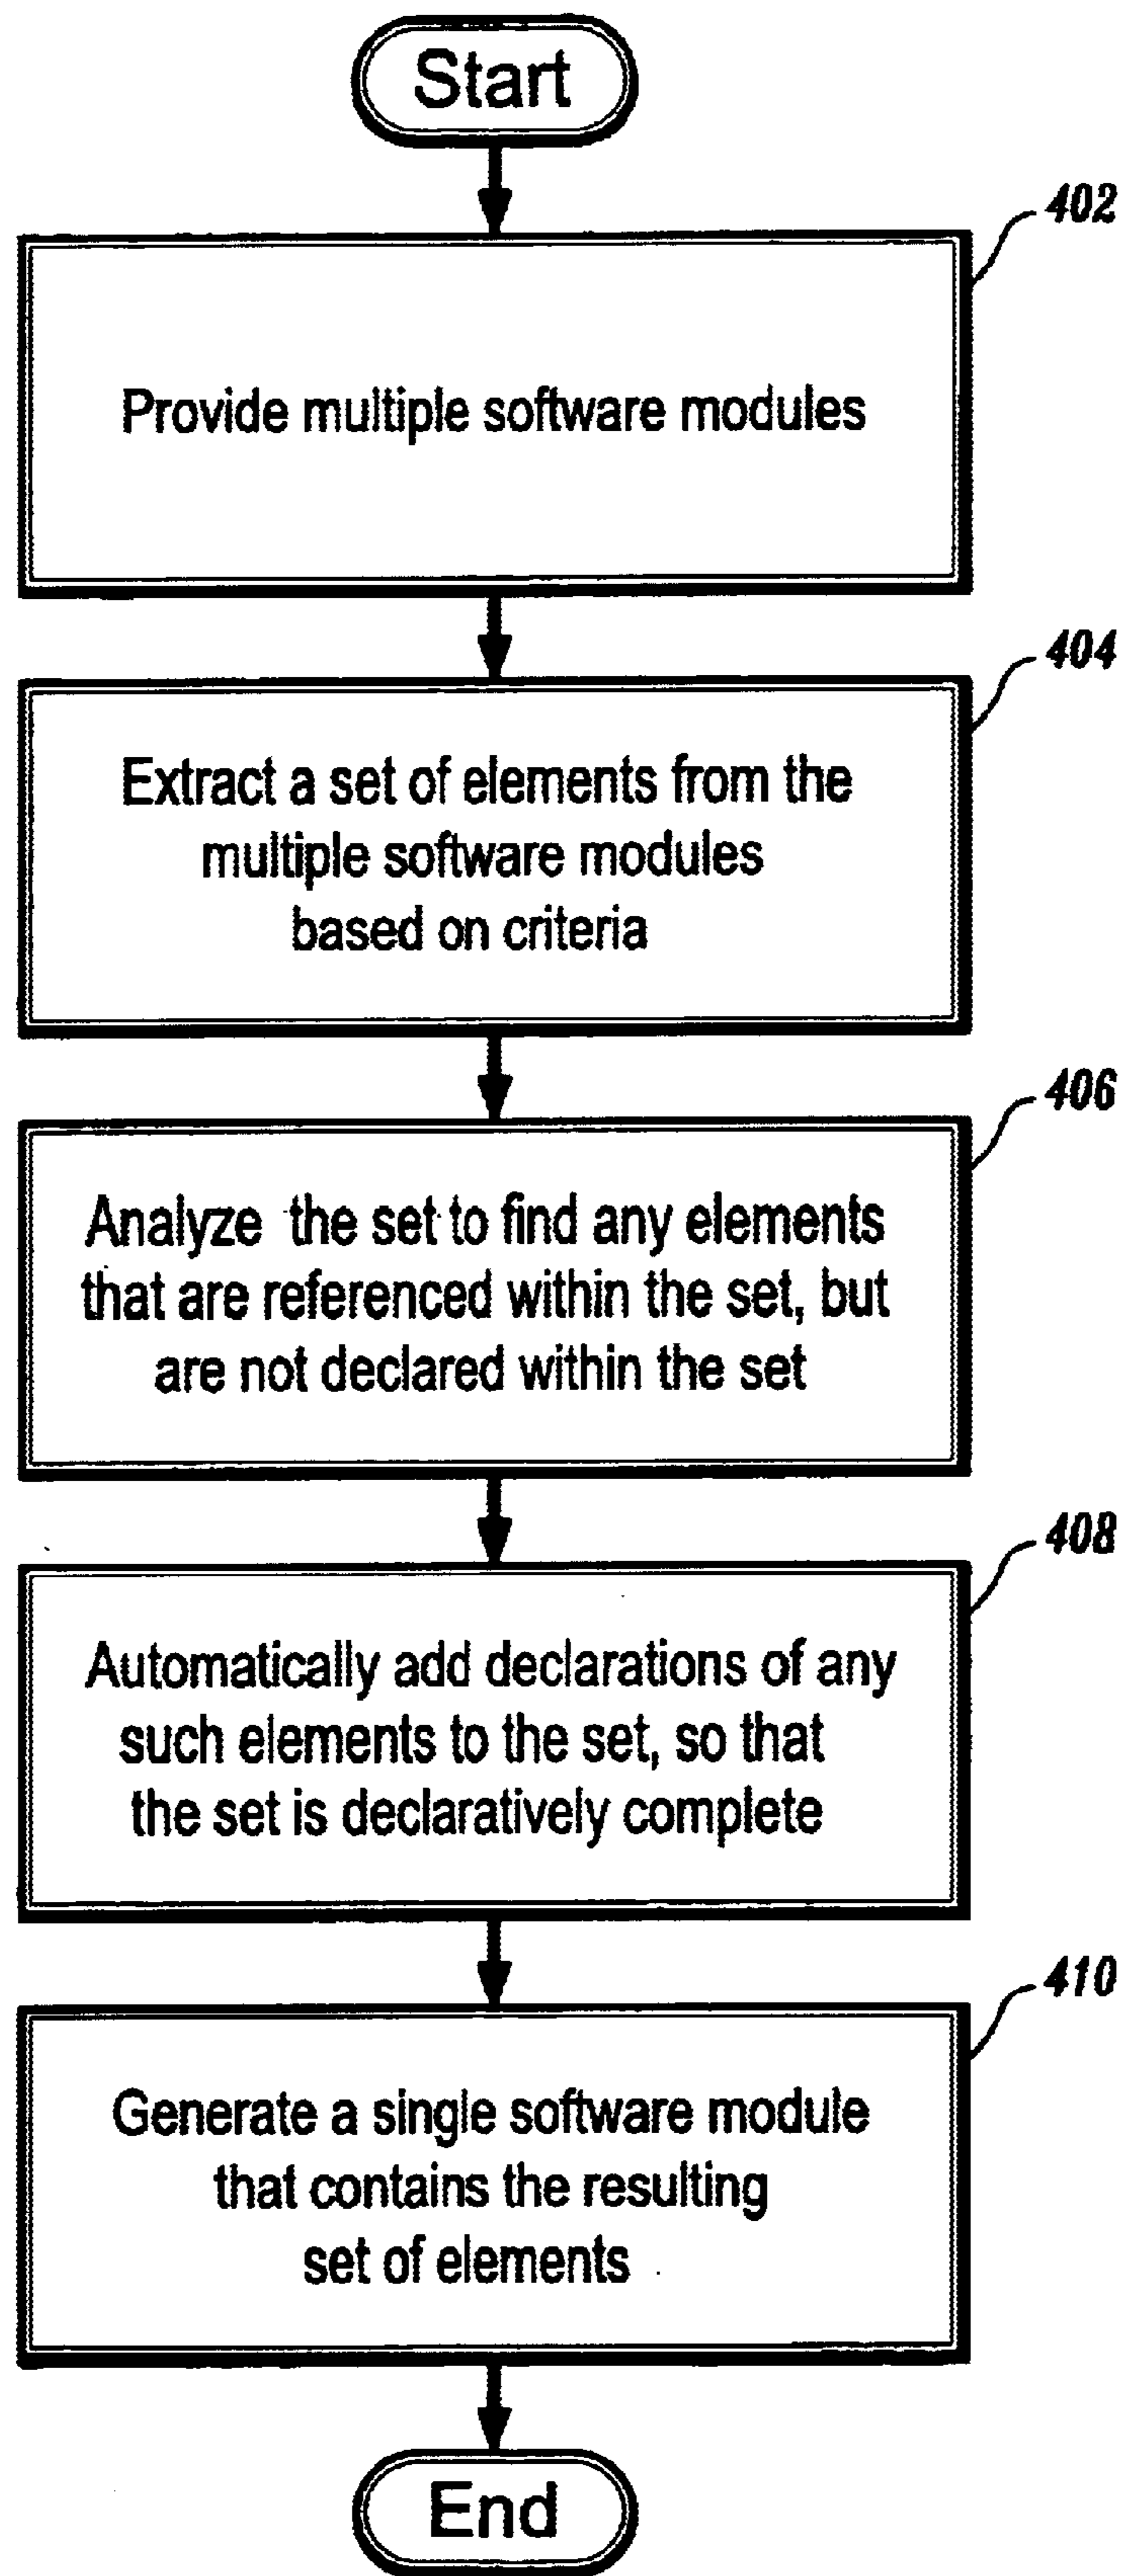 Start
402
Provide multiple software modules
404
Extract a set of elements from the
multiple software modules
based on criteria
406
Analyze the set to find any elements
that are referenced within the set, but
are not declared within the set
408
Automatically add declarations of any
such elements to the set, so that
the set is declaratively complete
410
Generate a single software module
that contains the resulting
set of elements
End